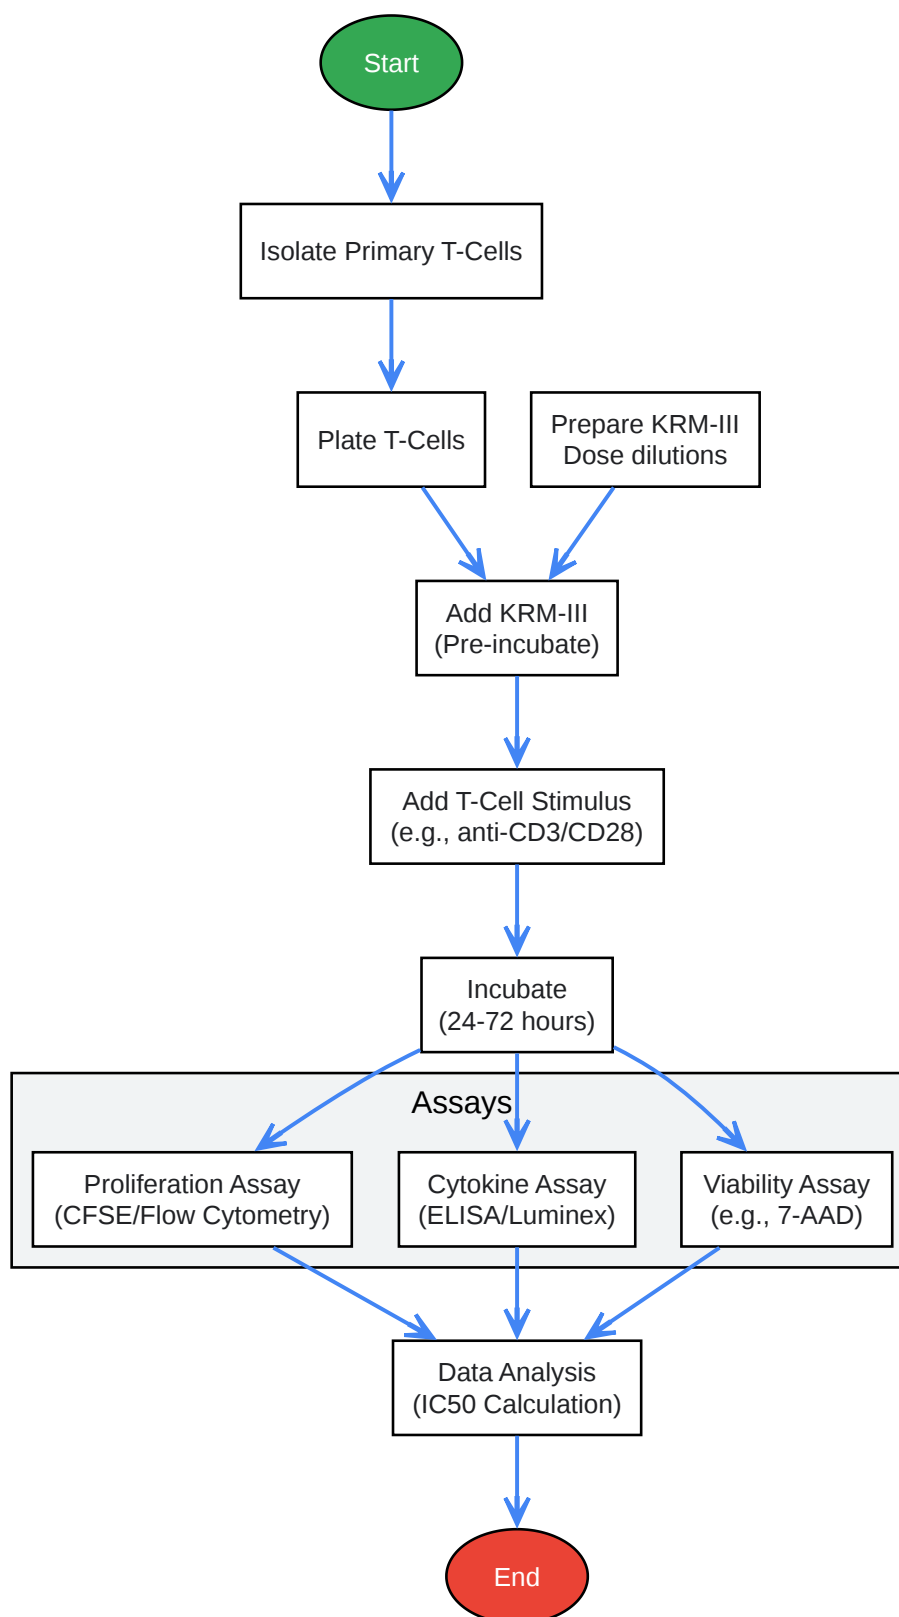 Start
Isolate Primary T-Cells
Plate T-Cells
Prepare KRM-III
Dose dilutions
Add KRM-III
(Pre-incubate)
Add T-Cell Stimulus
(e.g., anti-CD3/CD28)
Incubate
(24-72 hours)
Assays
Proliferation Assay
(CFSE/Flow Cytometry)
Cytokine Assay
(ELISA/Luminex)
Viability Assay
(e.g., 7-AAD)
Data Analysis
(IC50 Calculation)
End